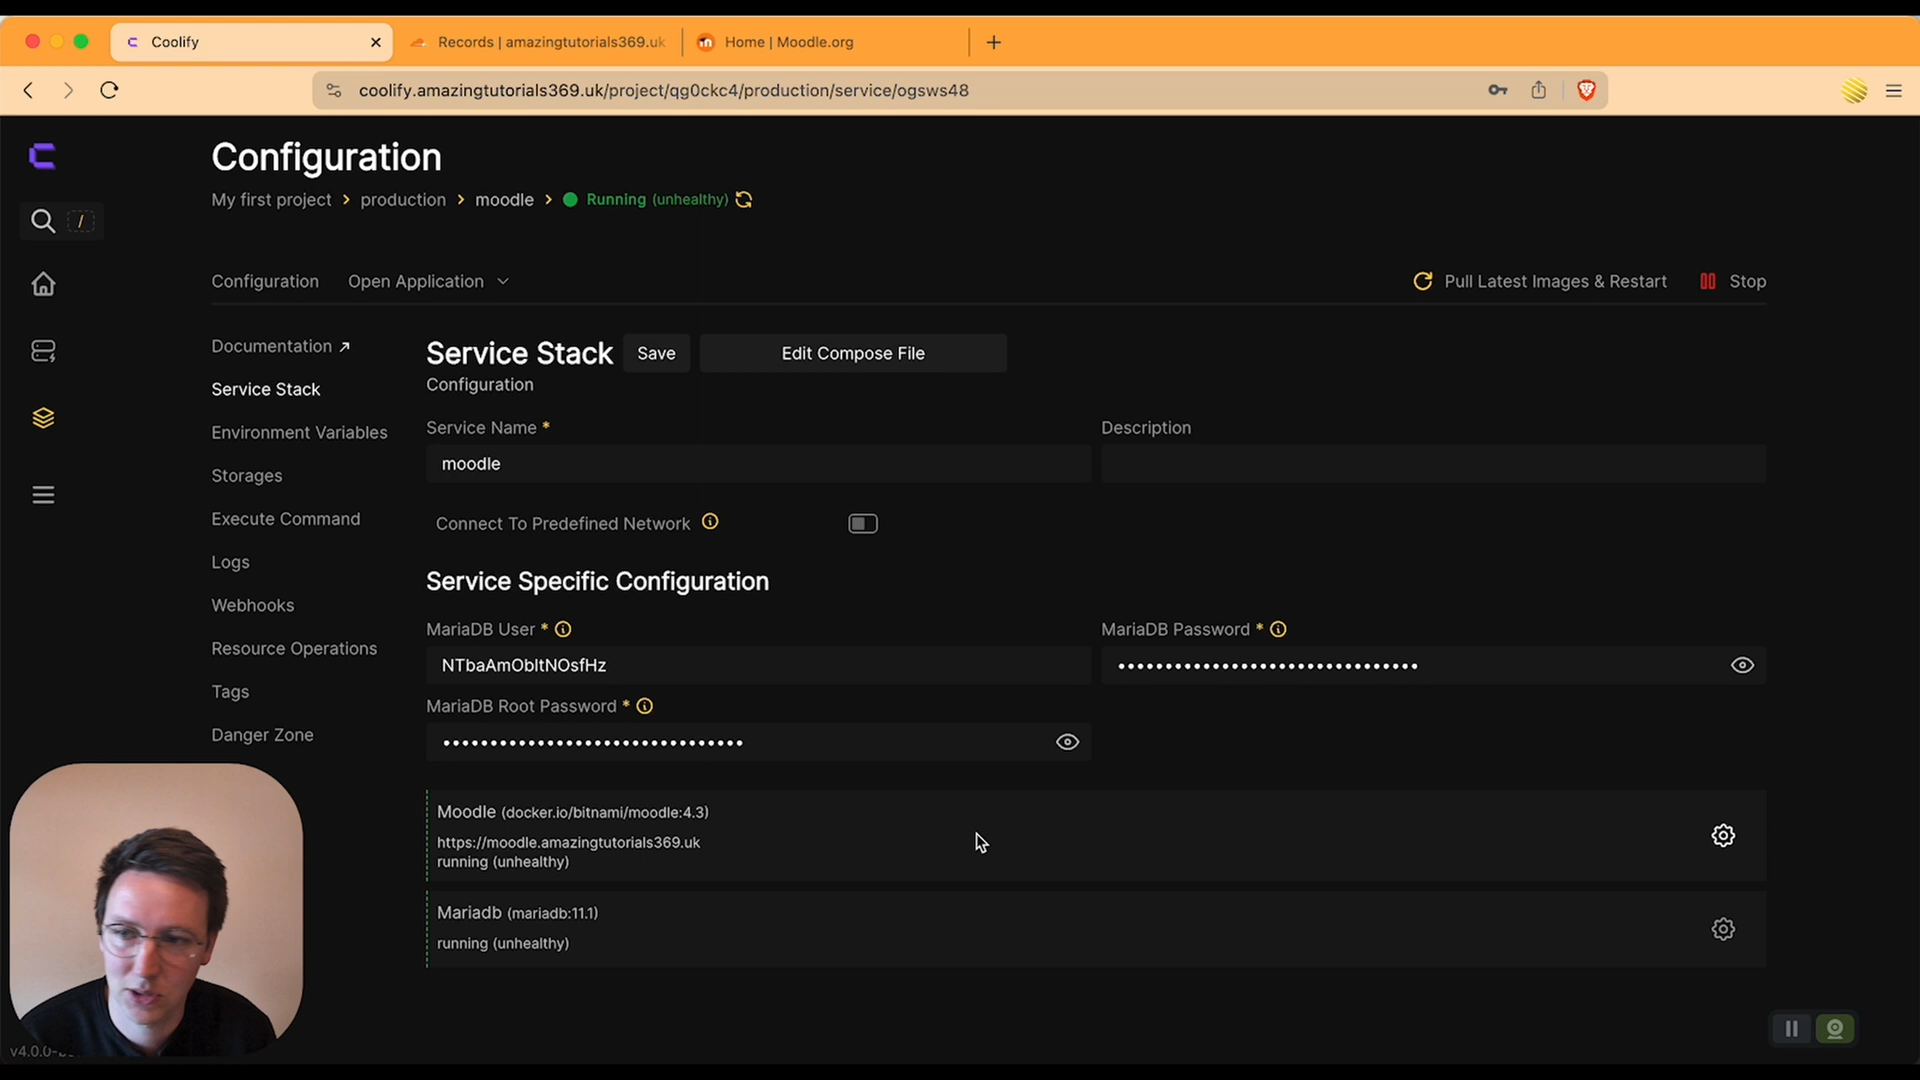 Coolify
Records | amazingtutorials369.uk
Home | Moodle.org
coolify.amazingtutorials369.uk/project/qg0ckc4/production/service/ogsws48
Configuration
My first project
production
moodle
Running (unhealthy)
/
Configuration
Open Application
Pull Latest Images & Restart
Stop
Documentation
Service Stack
Environment Variables
Storages
Execute Command
Logs
Webhooks
Resource Operations
Tags
Danger Zone
Service Stack
Save
Edit Compose File
Configuration
Service Name *
Description
moodle
Connect To Predefined Network
Service Specific Configuration
MariaDB User *
MariaDB Password *
NTbaAmObltNOsfHz
MariaDB Root Password *
Moodle (docker.io/bitnami/moodle:4.3)
https://moodle.amazingtutorials369.uk
running (unhealthy)
Mariadb (mariadb:11.1)
running (unhealthy)